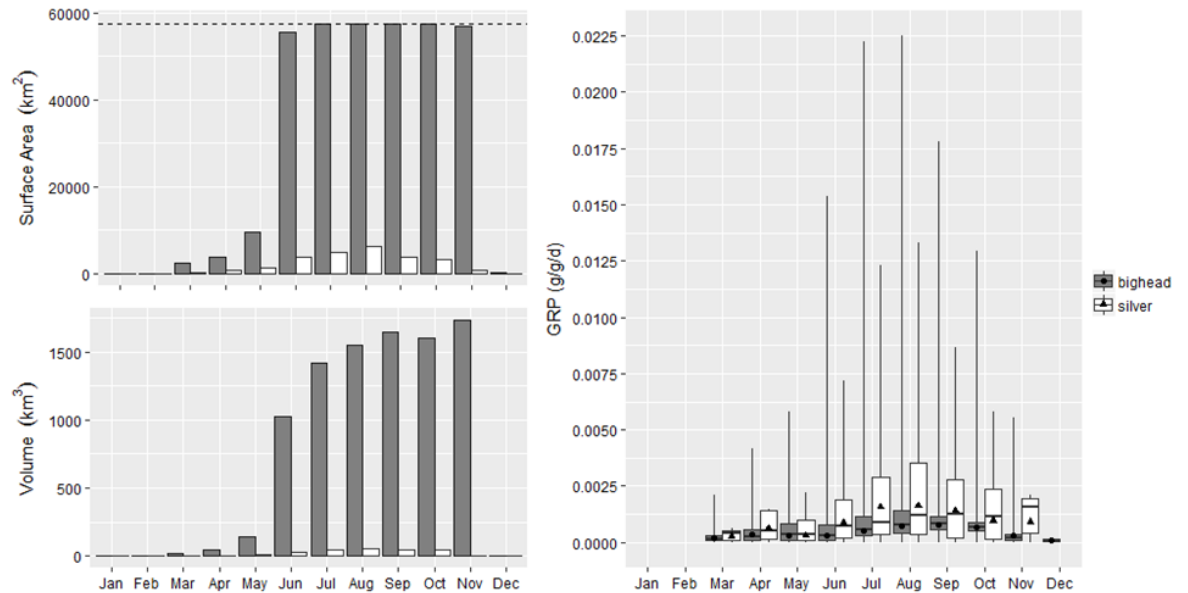 Surface Area (km²)
60000
40000
20000
0
Volume (km³)
1500
1000
500
0
Jan Feb Mar Apr May Jun Jul Aug Sep Oct Nov Dec
GRP (g/g/d)
0.0225
0.0200
0.0175
0.0150
0.0125
0.0100
0.0075
0.0050
0.0025
0.0000
Jan Feb Mar Apr May Jun Jul Aug Sep Oct Nov Dec
bighead
silver